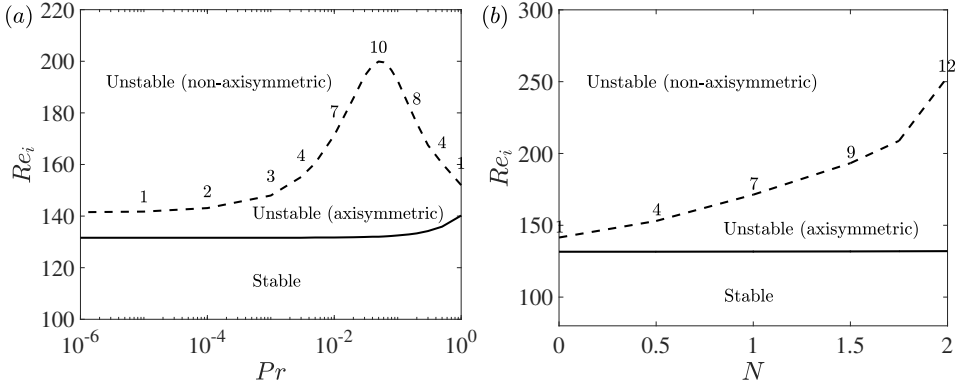 (a)
220
200
180
160
140
120
100
Re_i
Unstable (non-axisymmetric)
10
7
8
4
4
3
2
1
1
Unstable (axisymmetric)
Stable
10^-6
10^-4
10^-2
10^0
Pr
(b)
300
250
200
150
100
Re_i
Unstable (non-axisymmetric)
12
9
7
4
1
Unstable (axisymmetric)
Stable
0
0.5
1
1.5
2
N